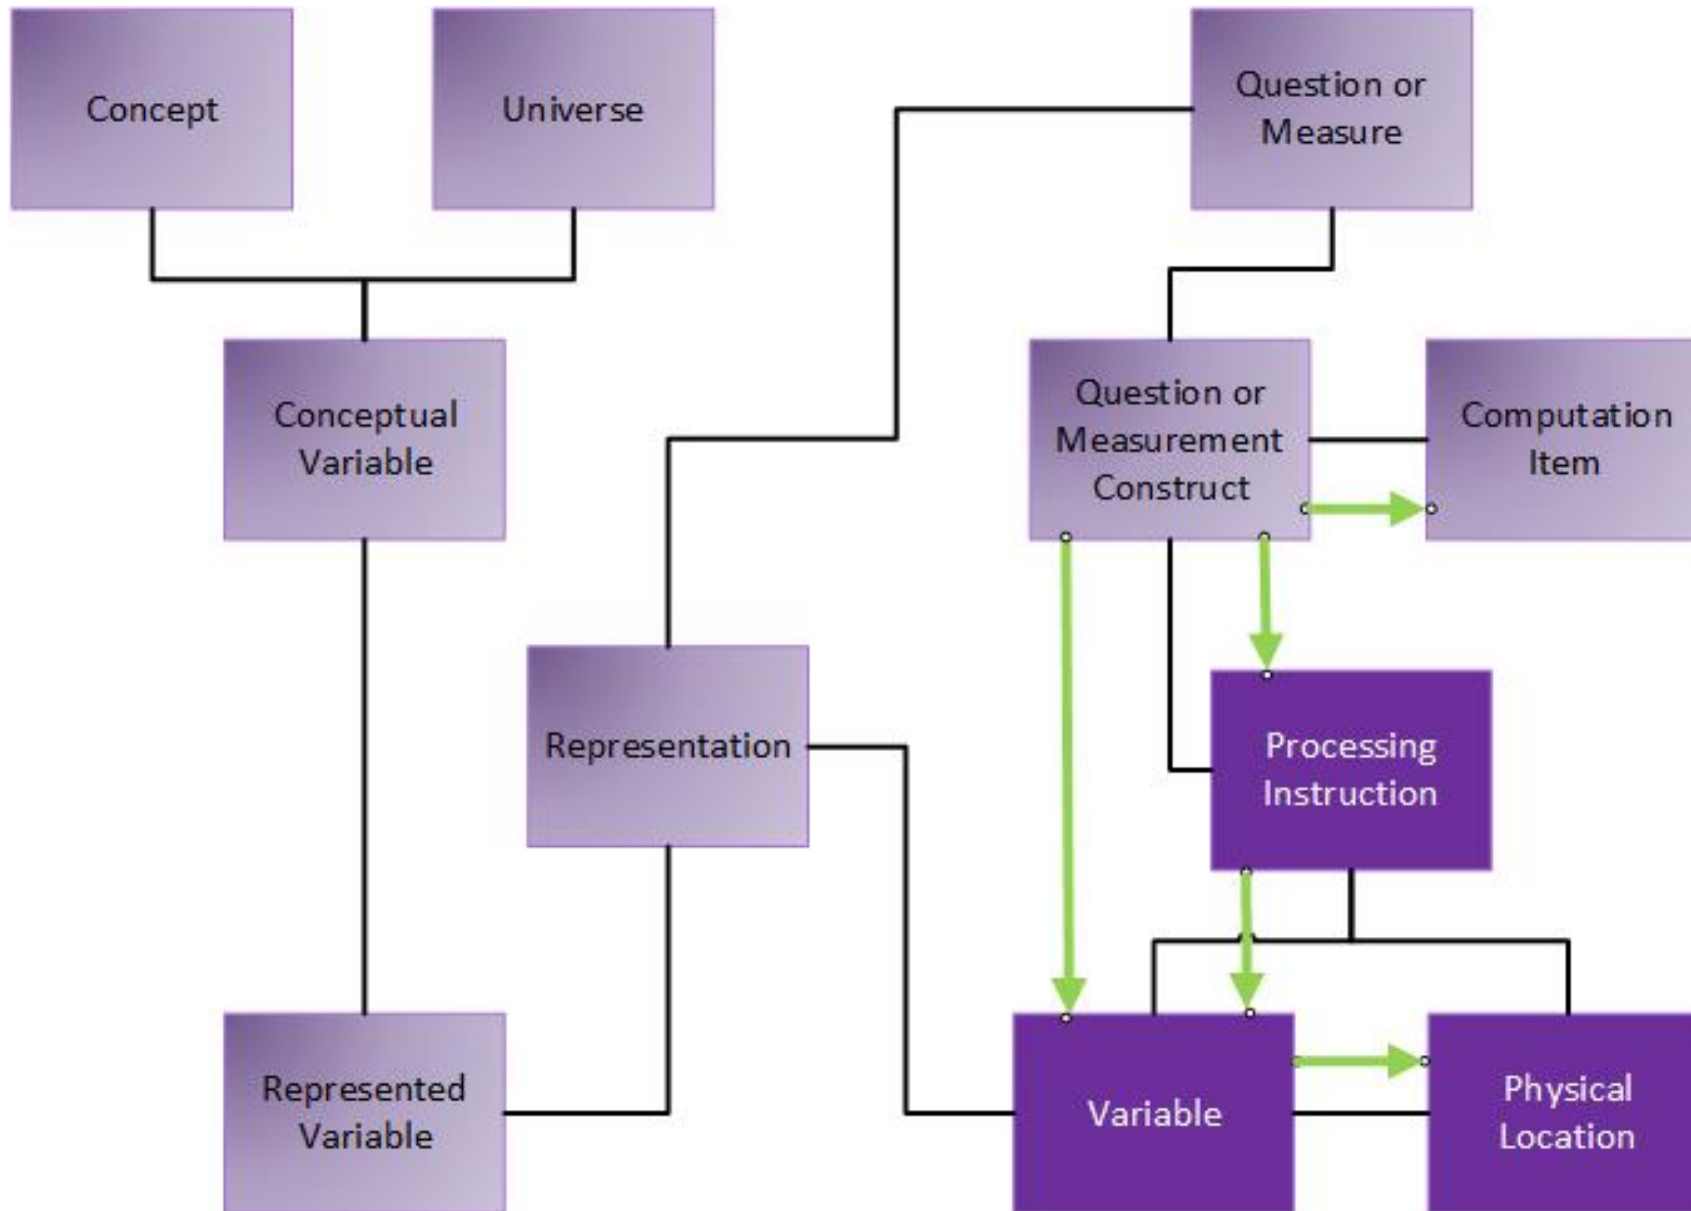 Concept
Universe
Question or
Measure
Conceptual
Variable
Question or
Measurement
Construct
Computation
Item
Representation
Processing
Instruction
Represented
Variable
Variable
Physical
Location